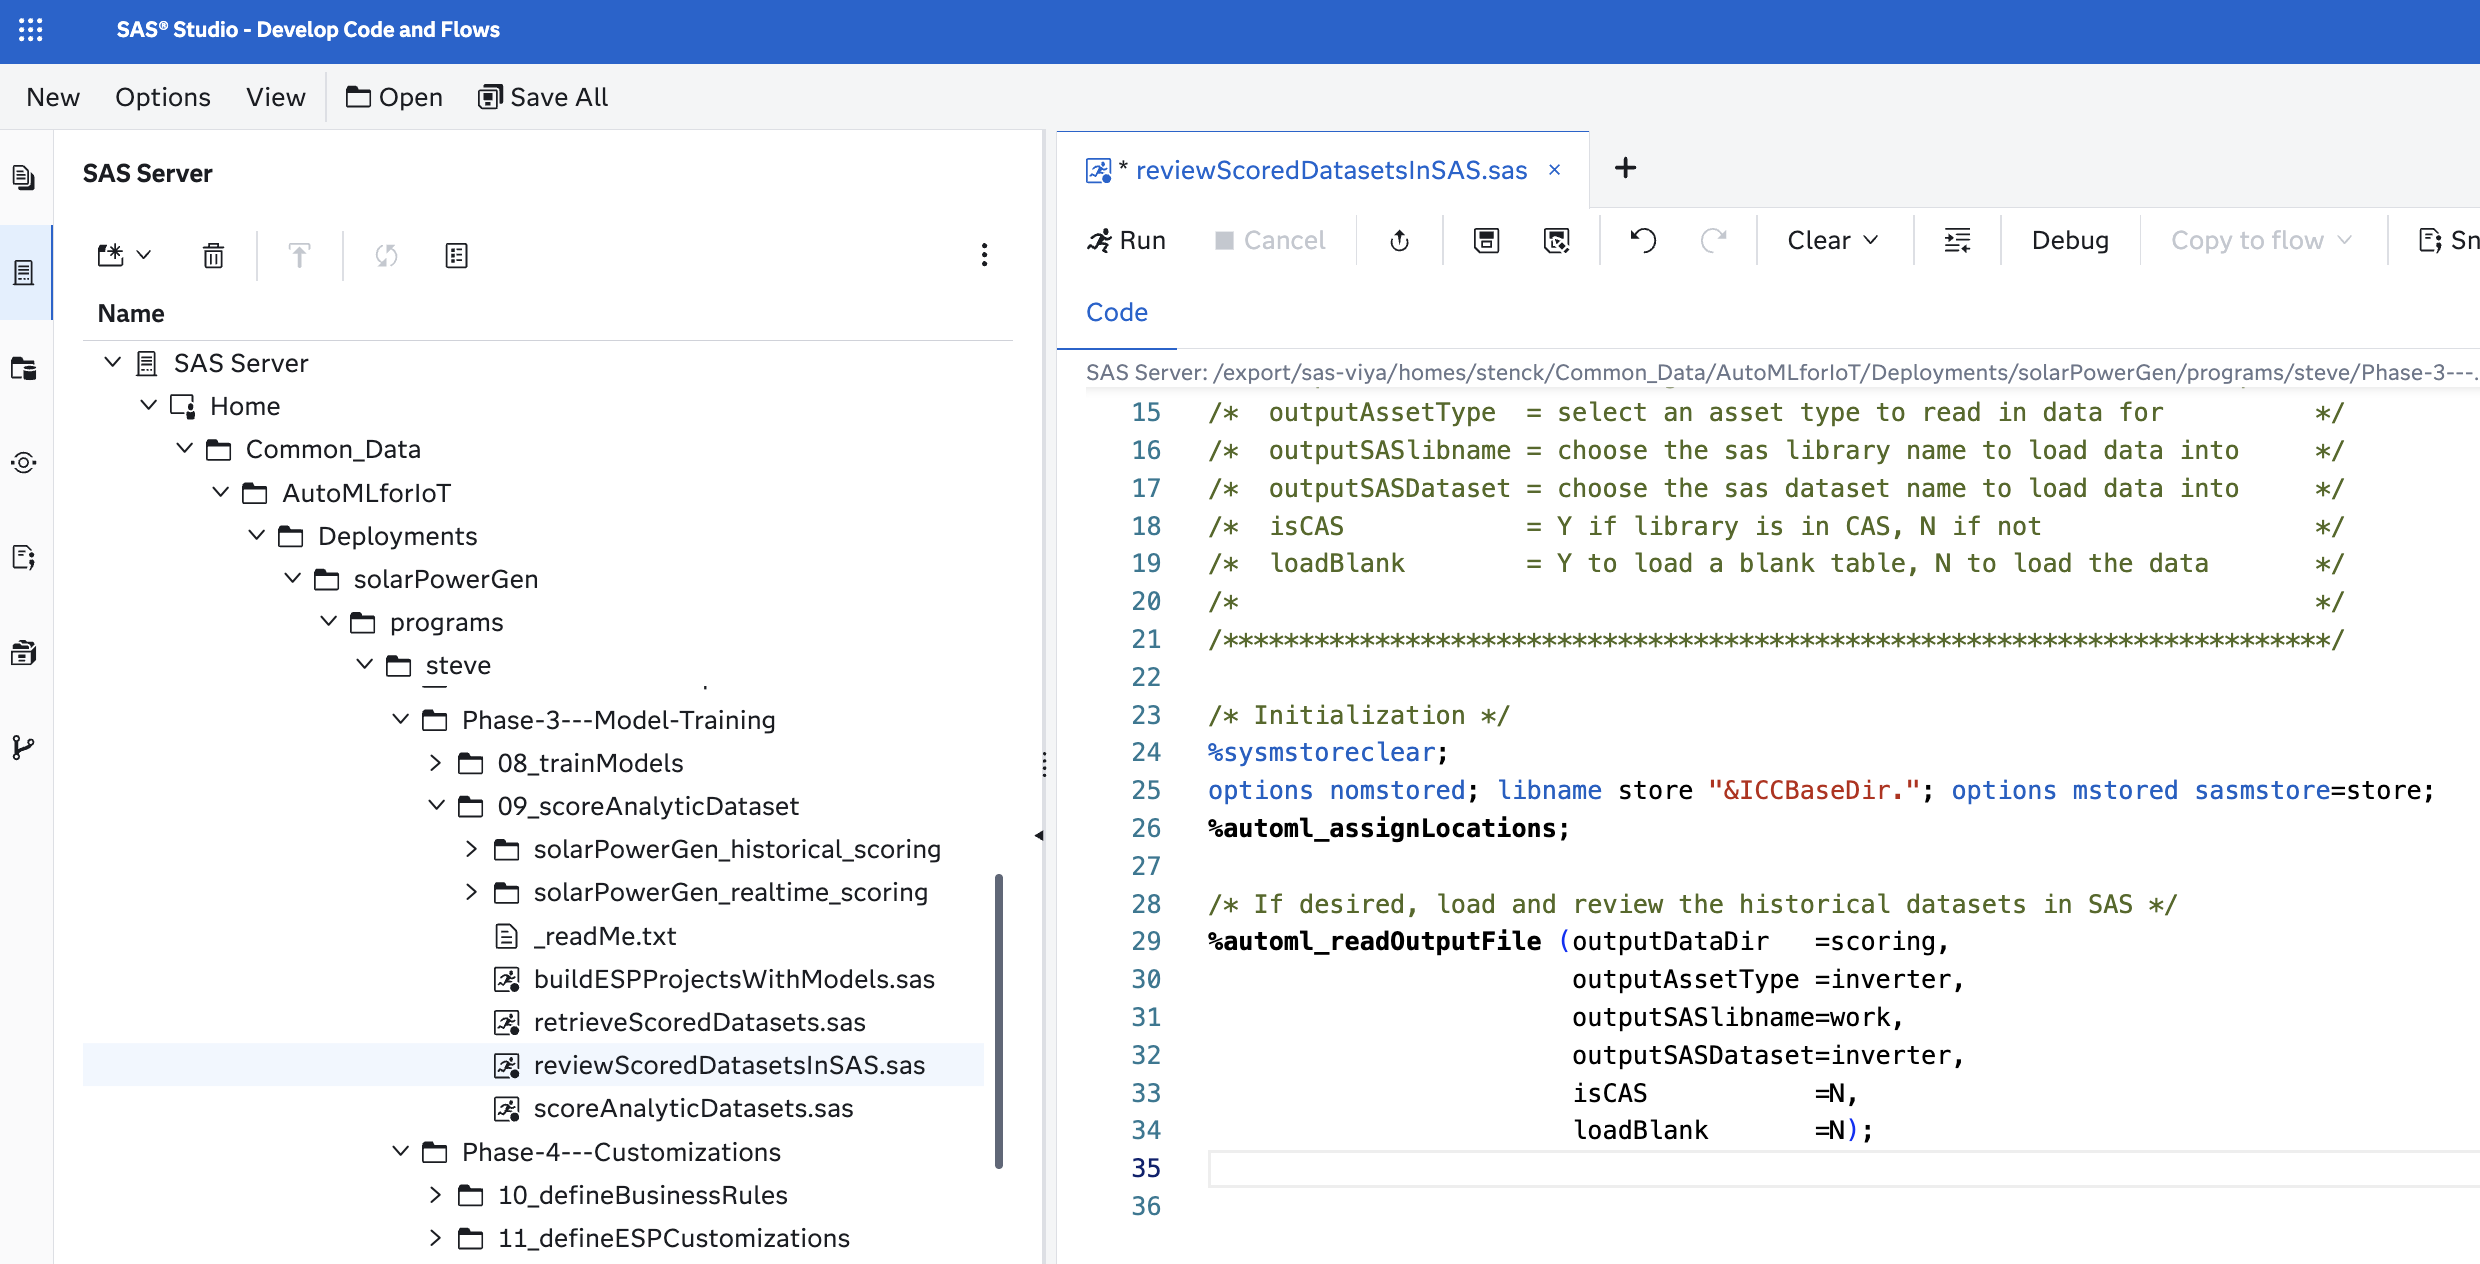 SAS® Studio - Develop Code and Flows
New Options View Open Save All
SAS Server
Name
SAS Server
Home
Common_Data
AutoMLforIoT
Deployments
solarPowerGen
programs
steve
Phase-3---Model-Training
08_trainModels
09_scoreAnalyticDataset
solarPowerGen_historical_scoring
solarPowerGen_realtime_scoring
_readMe.txt
buildESPProjectsWithModels.sas
retrieveScoredDatasets.sas
reviewScoredDatasetsInSAS.sas
scoreAnalyticDatasets.sas
Phase-4---Customizations
10_defineBusinessRules
11_defineESPCustomizations
* reviewScoredDatasetsInSAS.sas × +
Run Cancel Clear Debug Copy to flow Sn
Code
SAS Server: /export/sas-viya/homes/stenck/Common_Data/AutoMLforIoT/Deployments/solarPowerGen/programs/steve/Phase-3---.
15 /*  outputAssetType  = select an asset type to read in data for          */
16 /*  outputSASlibname = choose the sas library name to load data into     */
17 /*  outputSASDataset = choose the sas dataset name to load data into     */
18 /*  isCAS            = Y if library is in CAS, N if not                  */
19 /*  loadBlank        = Y to load a blank table, N to load the data       */
20 /*                                                                       */
21 /*************************************************************************/
22
23 /* Initialization */
24 %sysmstoreclear;
25 options nomstored; libname store "&ICCBaseDir."; options mstored sasmstore=store;
26 %automl_assignLocations;
27
28 /* If desired, load and review the historical datasets in SAS */
29 %automl_readOutputFile (outputDataDir   =scoring,
30                         outputAssetType =inverter,
31                         outputSASlibname=work,
32                         outputSASDataset=inverter,
33                         isCAS           =N,
34                         loadBlank       =N);
35
36